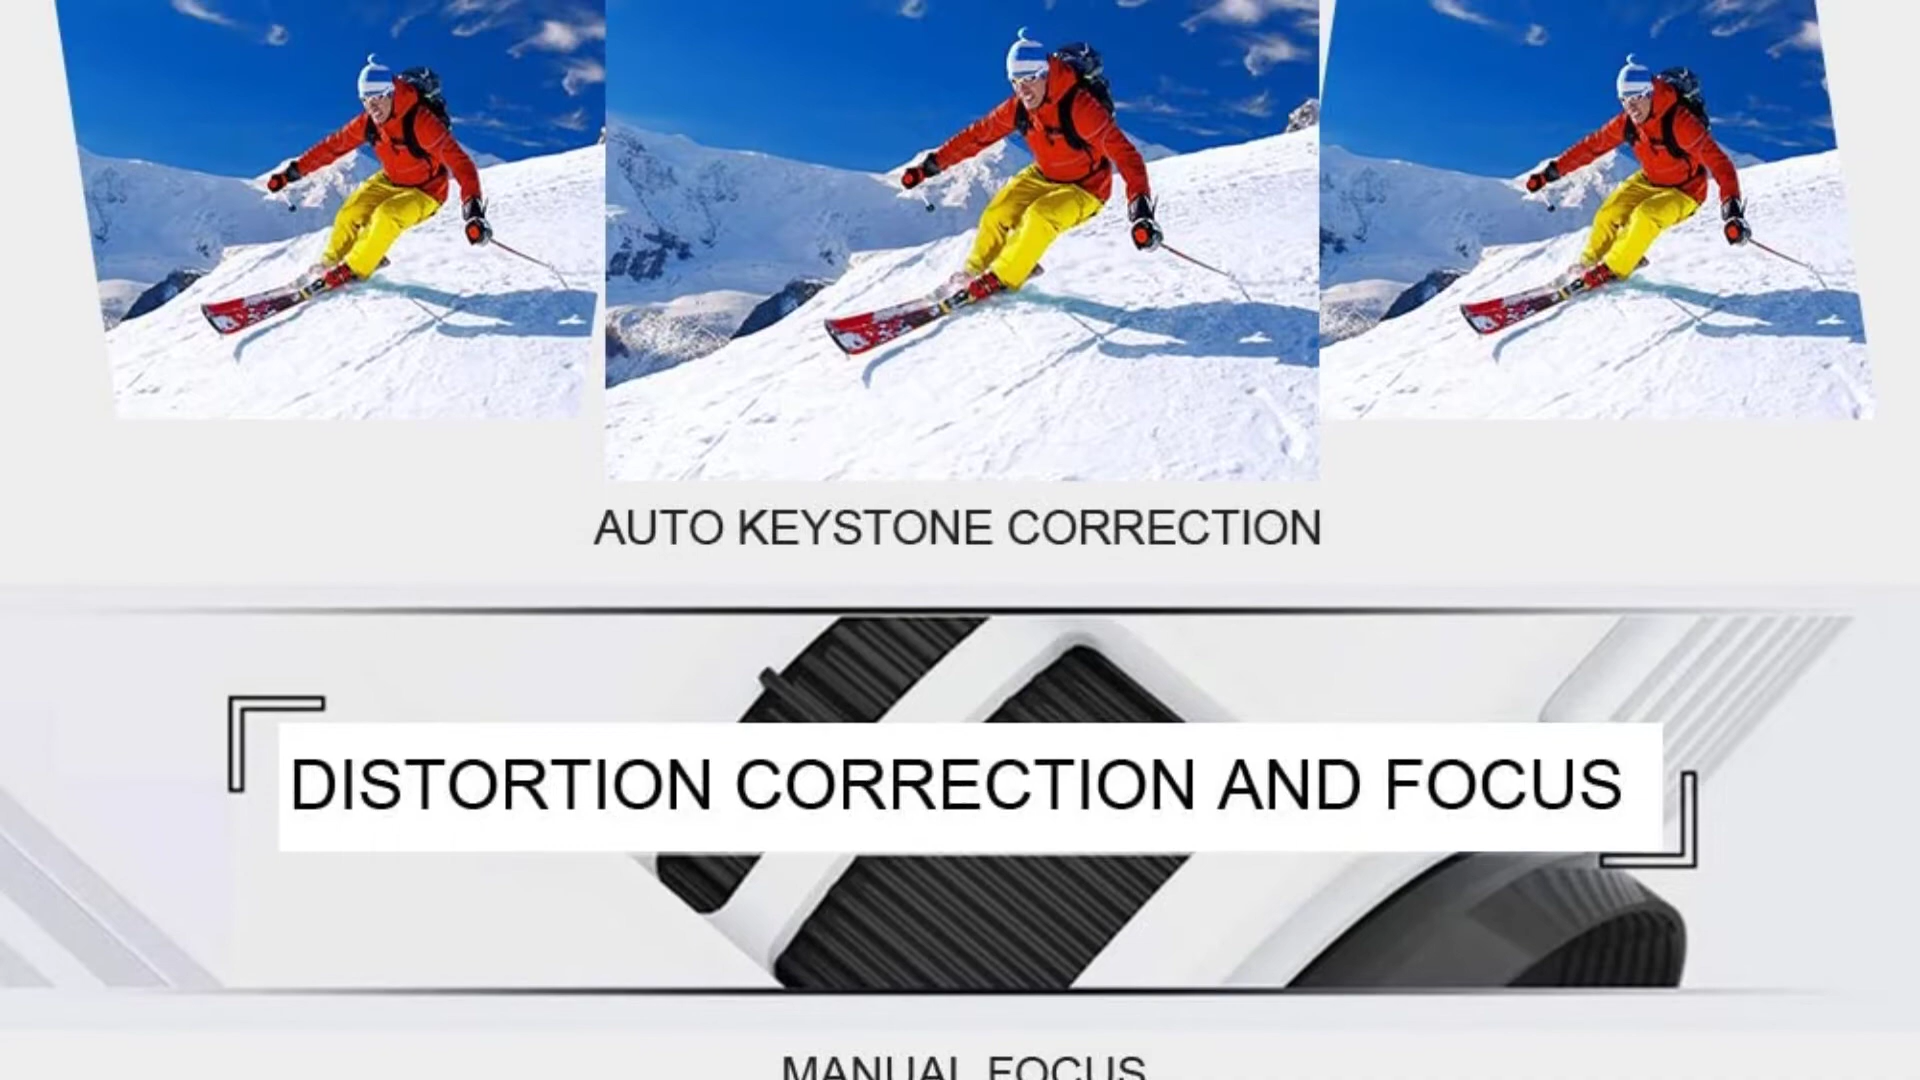 AUTO KEYSTONE CORRECTION
DISTORTION CORRECTION AND FOCUS
MANUAL FOCUS